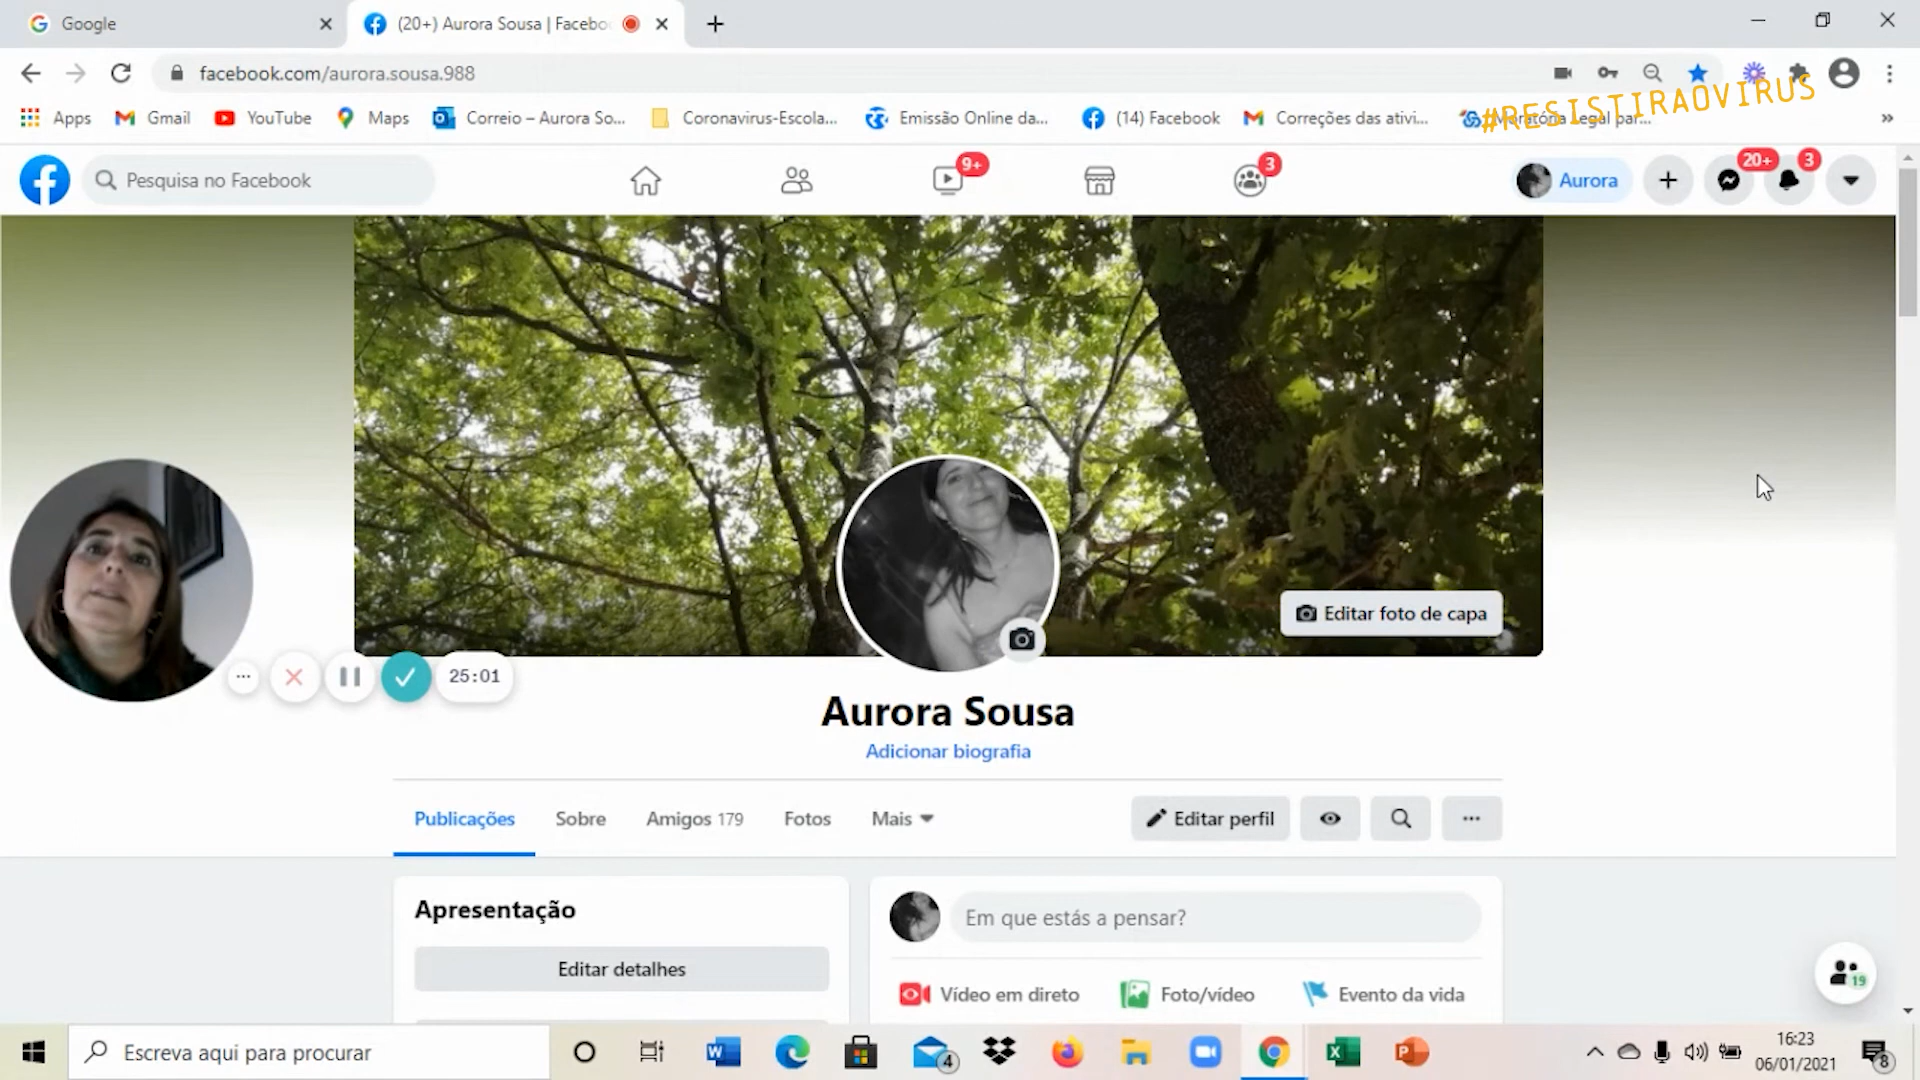 Google
(20+) Aurora Sousa | Facebo
facebook.com/aurora.sousa.988
Apps
Gmail
YouTube
Maps
Correio – Aurora So...
Coronavirus-Escola...
Emissão Online da...
(14) Facebook
Correções das ativi...
Moratória Legal par...
»
#RESISTIRAOVIRUS
Pesquisa no Facebook
9+
3
Aurora
20+
3
Editar foto de capa
25:01
Aurora Sousa
Adicionar biografia
Publicações
Sobre
Amigos 179
Fotos
Mais
Editar perfil
Apresentação
Em que estás a pensar?
Editar detalhes
Vídeo em direto
Foto/vídeo
Evento da vida
19
Escreva aqui para procurar
4
16:23
06/01/2021
8